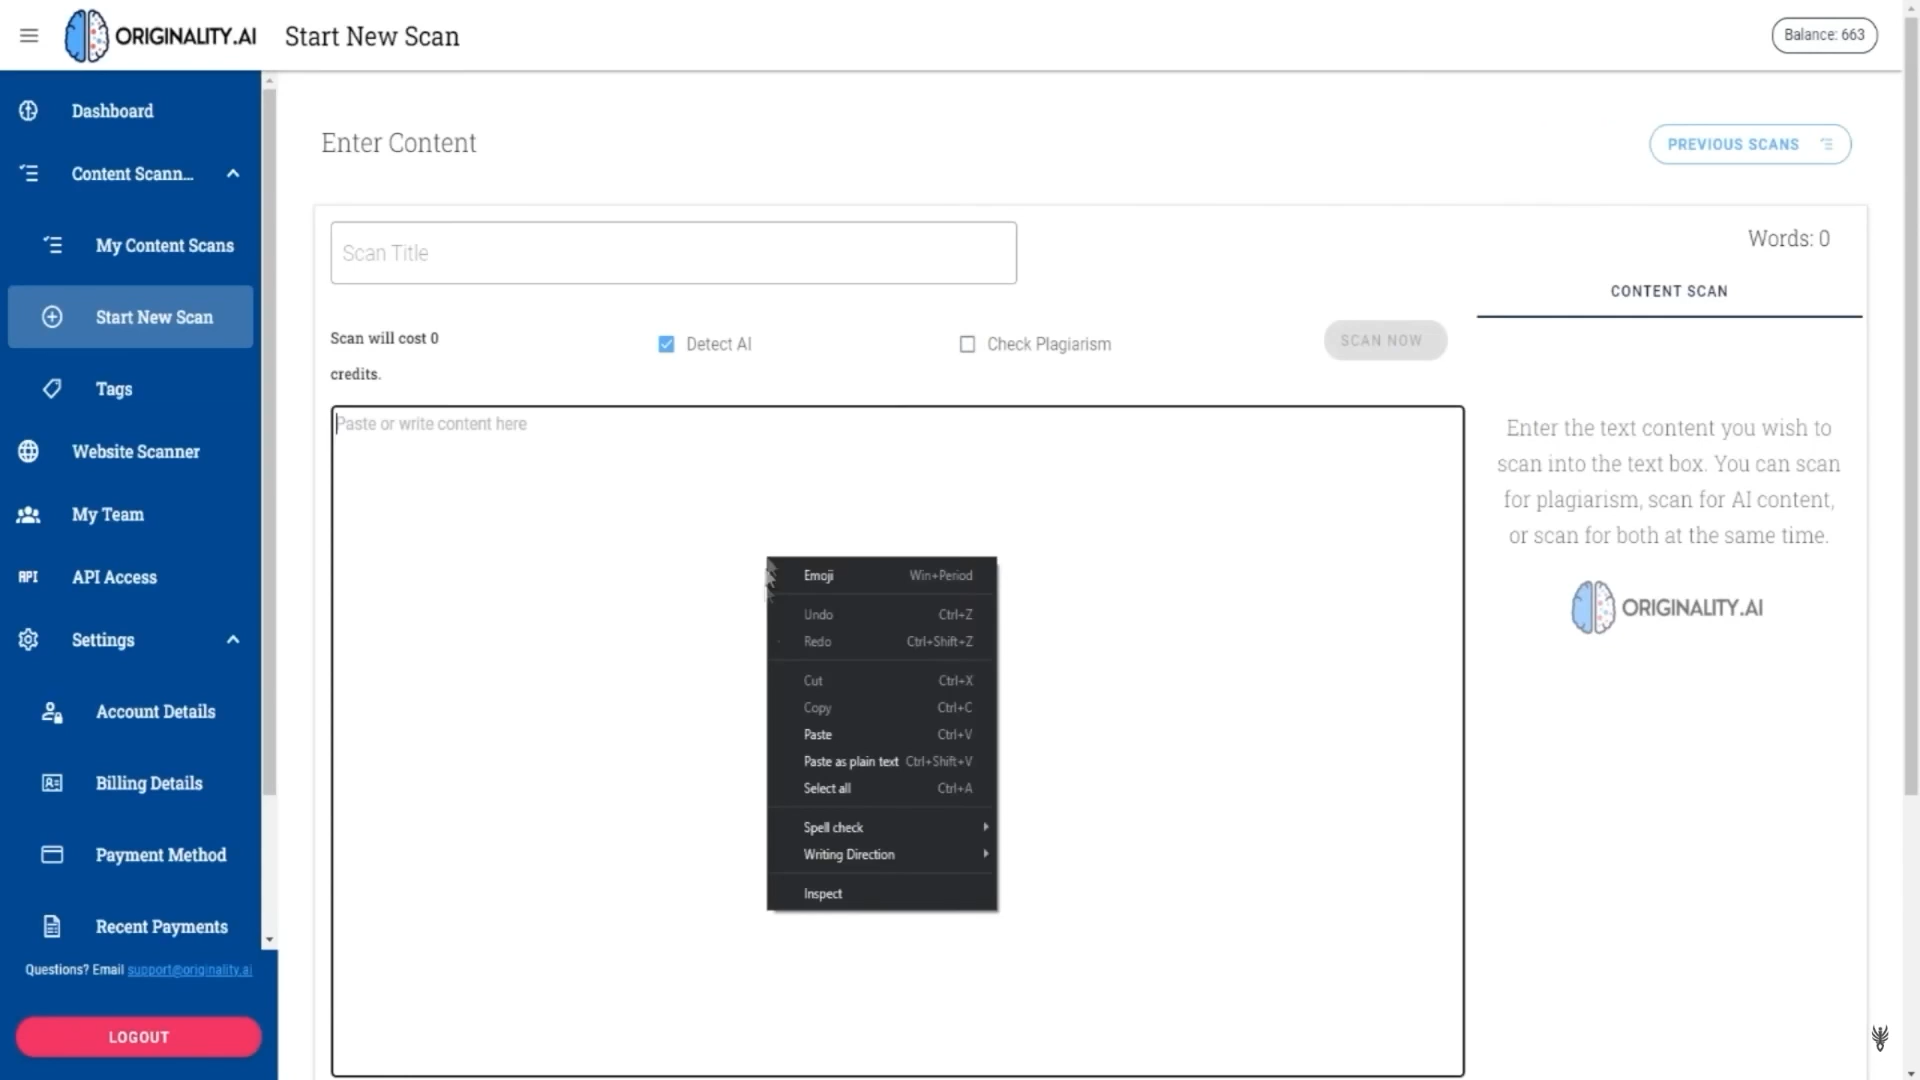 ORIGINALITY.AI
Start New Scan
Balance: 663
Dashboard
Content Scann...
My Content Scans
Start New Scan
Tags
Website Scanner
My Team
API API Access
Settings
Account Details
Billing Details
Payment Method
Recent Payments
Questions? Email support@originality.ai
LOGOUT
Enter Content
PREVIOUS SCANS
Scan Title
Words: 0
CONTENT SCAN
Scan will cost 0
credits.
Detect AI
Check Plagiarism
SCAN NOW
Paste or write content here
Enter the text content you wish to
scan into the text box. You can scan
for plagiarism, scan for AI content,
or scan for both at the same time.
ORIGINALITY.AI
Emoji Win+Period
Undo Ctrl+Z
Redo Ctrl+Shift+Z
Cut Ctrl+X
Copy Ctrl+C
Paste Ctrl+V
Paste as plain text Ctrl+Shift+V
Select all Ctrl+A
Spell check
Writing Direction
Inspect